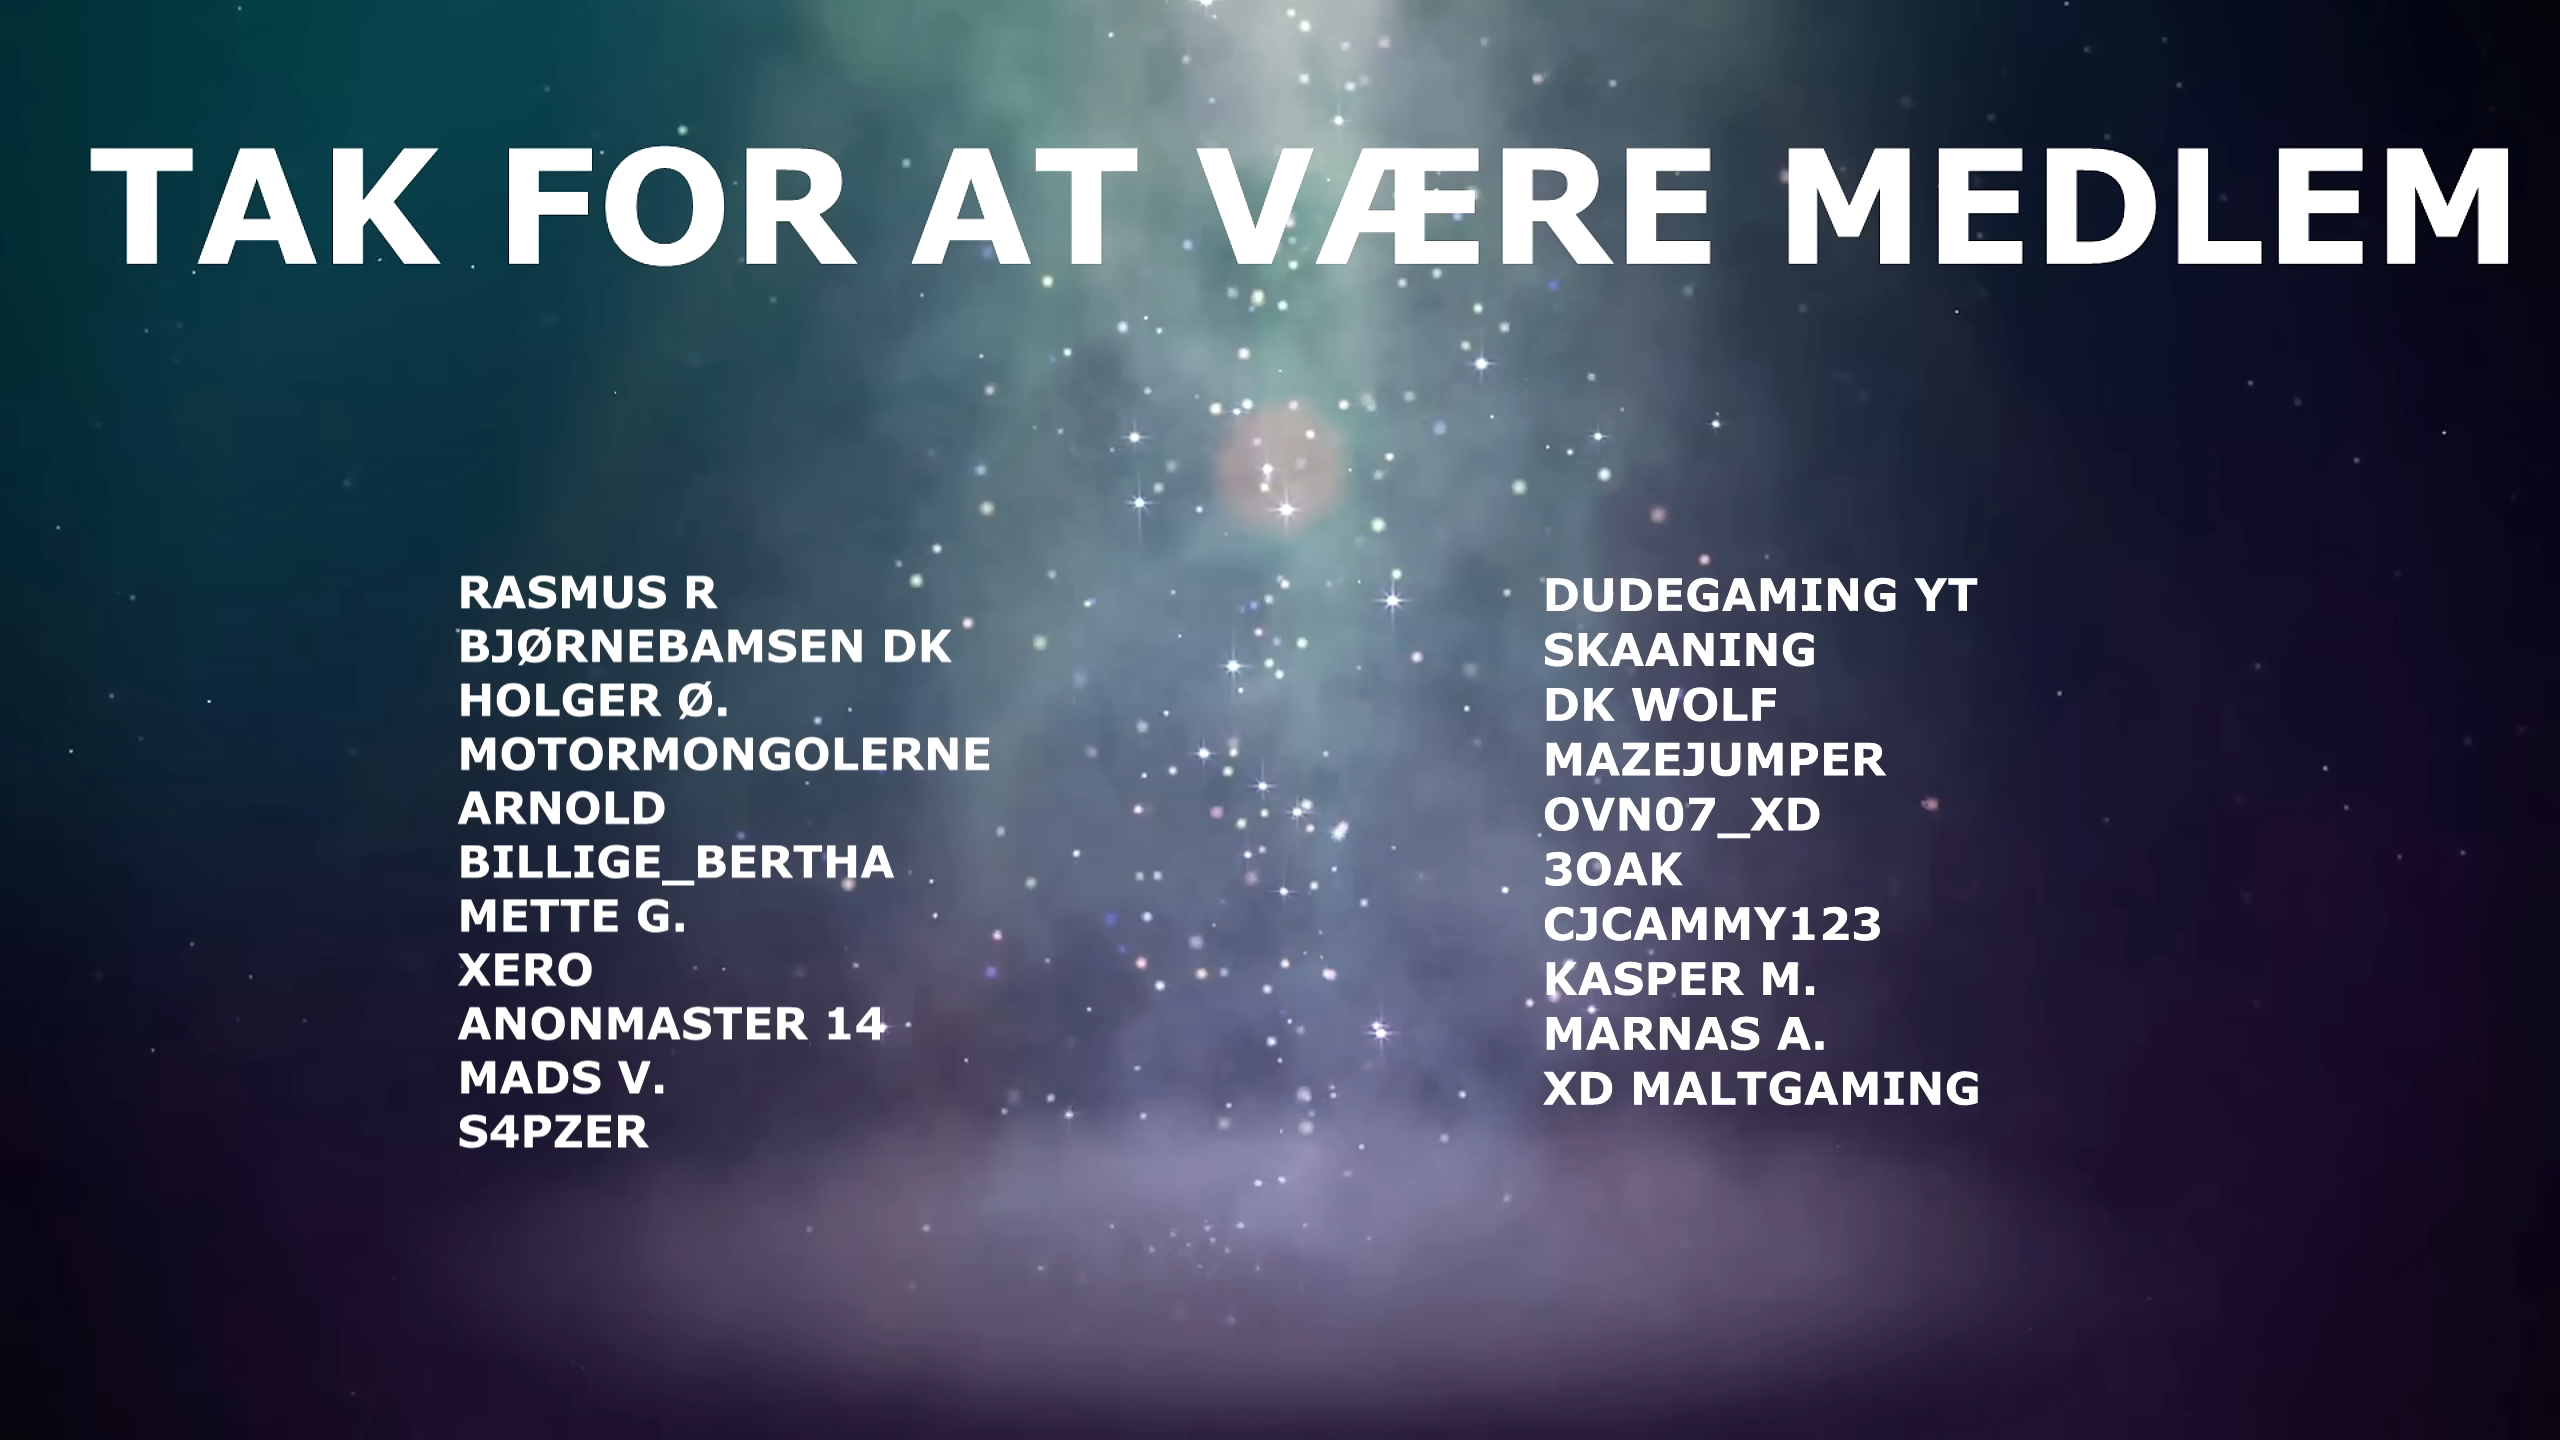 TAK FOR AT VÆRE MEDLEM
RASMUS R
BJØRNEBAMSEN DK
HOLGER Ø.
MOTORMONGOLERNE
ARNOLD
BILLIGE_BERTHA
METTE G.
XERO
ANONMASTER 14
MADS V.
S4PZER
DUDEGAMING YT
SKAANING
DK WOLF
MAZEJUMPER
OVN07_XD
3OAK
CJCAMMY123
KASPER M.
MARNAS A.
XD MALTGAMING